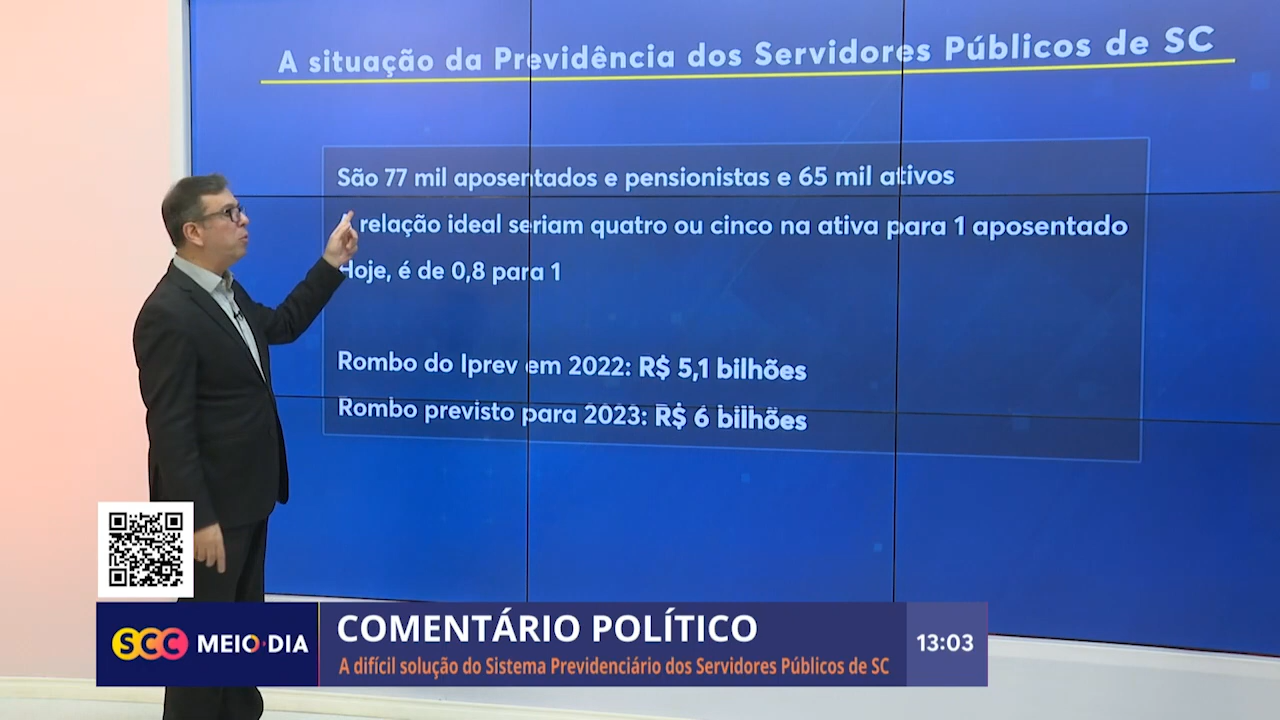 A situação da Previdência dos Servidores Públicos de SC
São 77 mil aposentados e pensionistas e 65 mil ativos
relação ideal seriam quatro ou cinco na ativa para 1 aposentado
Hoje, é de 0,8 para 1
Rombo do Iprev em 2022: R$ 5,1 bilhões
Rombo previsto para 2023: R$ 6 bilhões
SCC MEIO-DIA
COMENTÁRIO POLÍTICO
A difícil solução do Sistema Previdenciário dos Servidores Públicos de SC
13:03